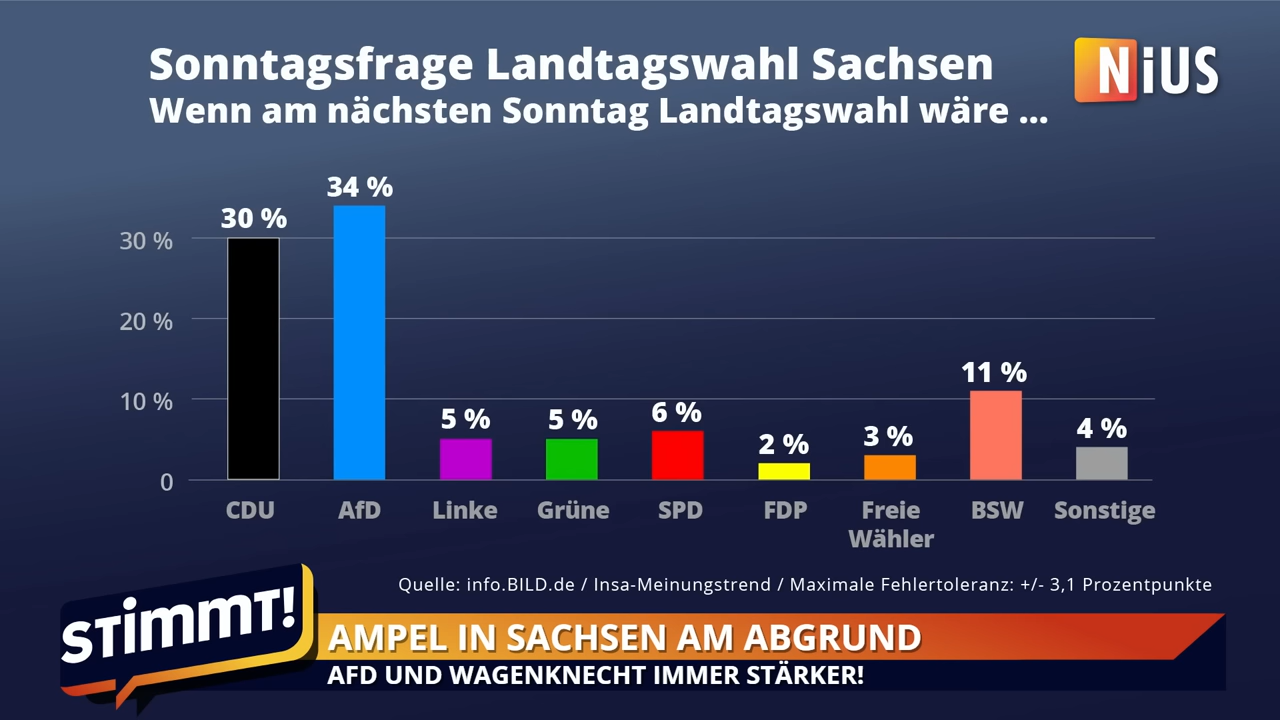 Sonntagsfrage Landtagswahl Sachsen
Wenn am nächsten Sonntag Landtagswahl wäre ...
NiUS
34 %
30 %
30 %
20 %
11 %
10 %
5 %
5 %
6 %
2 %
3 %
4 %
0
CDU
AfD
Linke
Grüne
SPD
FDP
Freie
Wähler
BSW
Sonstige
Quelle: info.BILD.de / Insa-Meinungstrend / Maximale Fehlertoleranz: +/- 3,1 Prozentpunkte
STimmT!
AMPEL IN SACHSEN AM ABGRUND
AFD UND WAGENKNECHT IMMER STÄRKER!